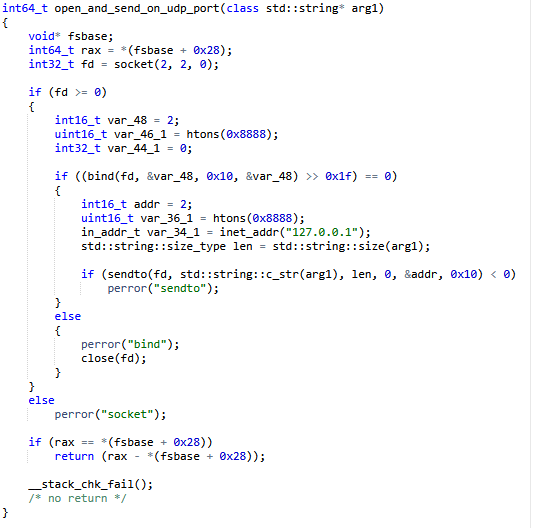 int64_t open_and_send_on_udp_port(class std::string* arg1)
{
    void* fsbase;
    int64_t rax = *(fsbase + 0x28);
    int32_t fd = socket(2, 2, 0);

    if (fd >= 0)
    {
        int16_t var_48 = 2;
        uint16_t var_46_1 = htons(0x8888);
        int32_t var_44_1 = 0;

        if ((bind(fd, &var_48, 0x10, &var_48) >> 0x1f) == 0)
        {
            int16_t addr = 2;
            uint16_t var_36_1 = htons(0x8888);
            in_addr_t var_34_1 = inet_addr("127.0.0.1");
            std::string::size_type len = std::string::size(arg1);

            if (sendto(fd, std::string::c_str(arg1), len, 0, &addr, 0x10) < 0)
                perror("sendto");
        }
        else
        {
            perror("bind");
            close(fd);
        }
    }
    else
        perror("socket");

    if (rax == *(fsbase + 0x28))
        return (rax - *(fsbase + 0x28));

    __stack_chk_fail();
    /* no return */
}